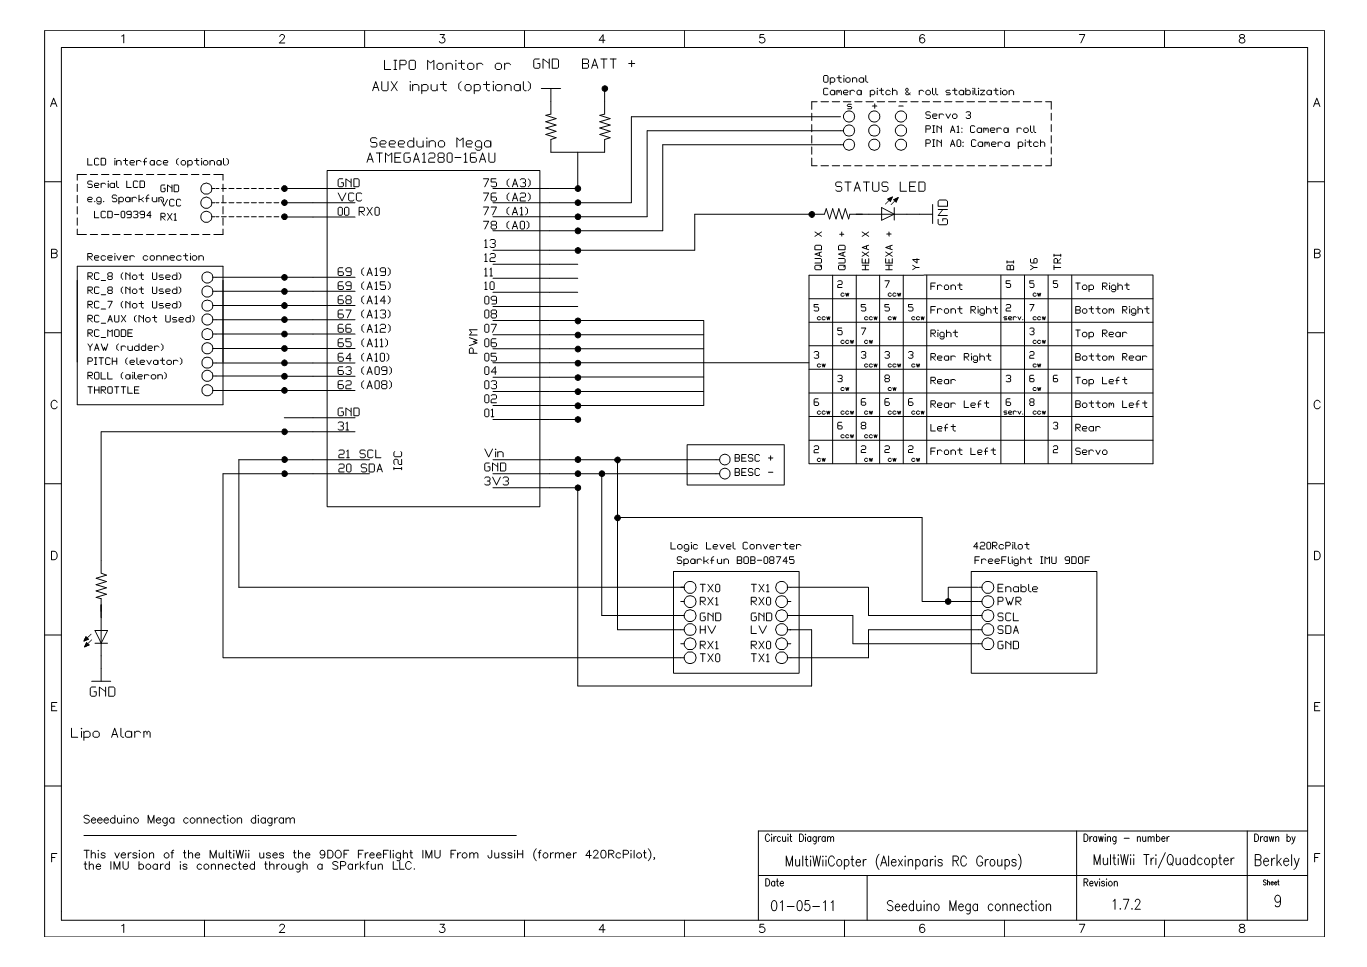 1 2 3 4 5 6 7 8
A
B
C
D
E
F
LIPO Monitor or
AUX input (optional)
GND BATT +
Seeeduino Mega
ATMEGA1280-16AU
Optional
Camera pitch & roll stabilization
S + -
Servo 3
PIN A1: Camera roll
PIN A0: Camera pitch
LCD interface (optional)
Serial LCD GND
e.g. Sparkfun VCC
LCD-09394 RX1
Receiver connection
RC_8 (Not Used)
RC_8 (Not Used)
RC_7 (Not Used)
RC_AUX (Not Used)
RC_MODE
YAW (rudder)
PITCH (elevator)
ROLL (aileron)
THROTTLE
GND
VCC
00 RX0
69 (A19)
69 (A15)
68 (A14)
67 (A13)
66 (A12)
65 (A11)
64 (A10)
63 (A09)
62 (A08)
GND
31
21 SCL
20 SDA
I2C
75 (A3)
76 (A2)
77 (A1)
78 (A0)
13
12
11
10
09
08
07
06
05
04
03
02
01
PWM
Vin
GND
3V3
STATUS LED
GND
QUAD X QUAD + HEXA X HEXA + Y4 BI Y6 TRI
2 CW 7 CCW Front 5 5 CW 5 Top Right
5 CCW 5 CCW 5 CCW 5 CCW Front Right 2 serv. 7 CCW Bottom Right
5 CCW 7 CW Right 3 CW Top Rear
3 CW 3 CCW 3 CW 3 CW Rear Right 2 CCW Bottom Rear
3 CW 8 CW Rear 3 6 CW 6 Top Left
6 CCW CCW 6 CW 6 CCW 6 CCW Rear Left 6 serv. 8 CCW Bottom Left
6 CCW 8 CCW Left 3 Rear
2 CW 2 CW 2 CW 2 CW Front Left 2 Servo
BESC +
BESC -
Logic Level Converter
Sparkfun BOB-08745
TX0 TX1
RX1 RX0
GND GND
HV LV
RX1 RX0
TX0 TX1
420RcPilot
FreeFlight IMU 9DOF
Enable
PWR
SCL
SDA
GND
GND
Lipo Alarm
Seeeduino Mega connection diagram
This version of the MultiWii uses the 9DOF FreeFlight IMU From JussiH (former 420RcPilot),
the IMU board is connected through a SParkfun LLC.
Circuit Diagram
MultiWiiCopter (Alexinparis RC Groups)
Drawing - number
MultiWii Tri/Quadcopter
Drawn by
Berkely
Date
01-05-11
Seeduino Mega connection
Revision
1.7.2
Sheet
9
A
B
C
D
E
F
1 2 3 4 5 6 7 8